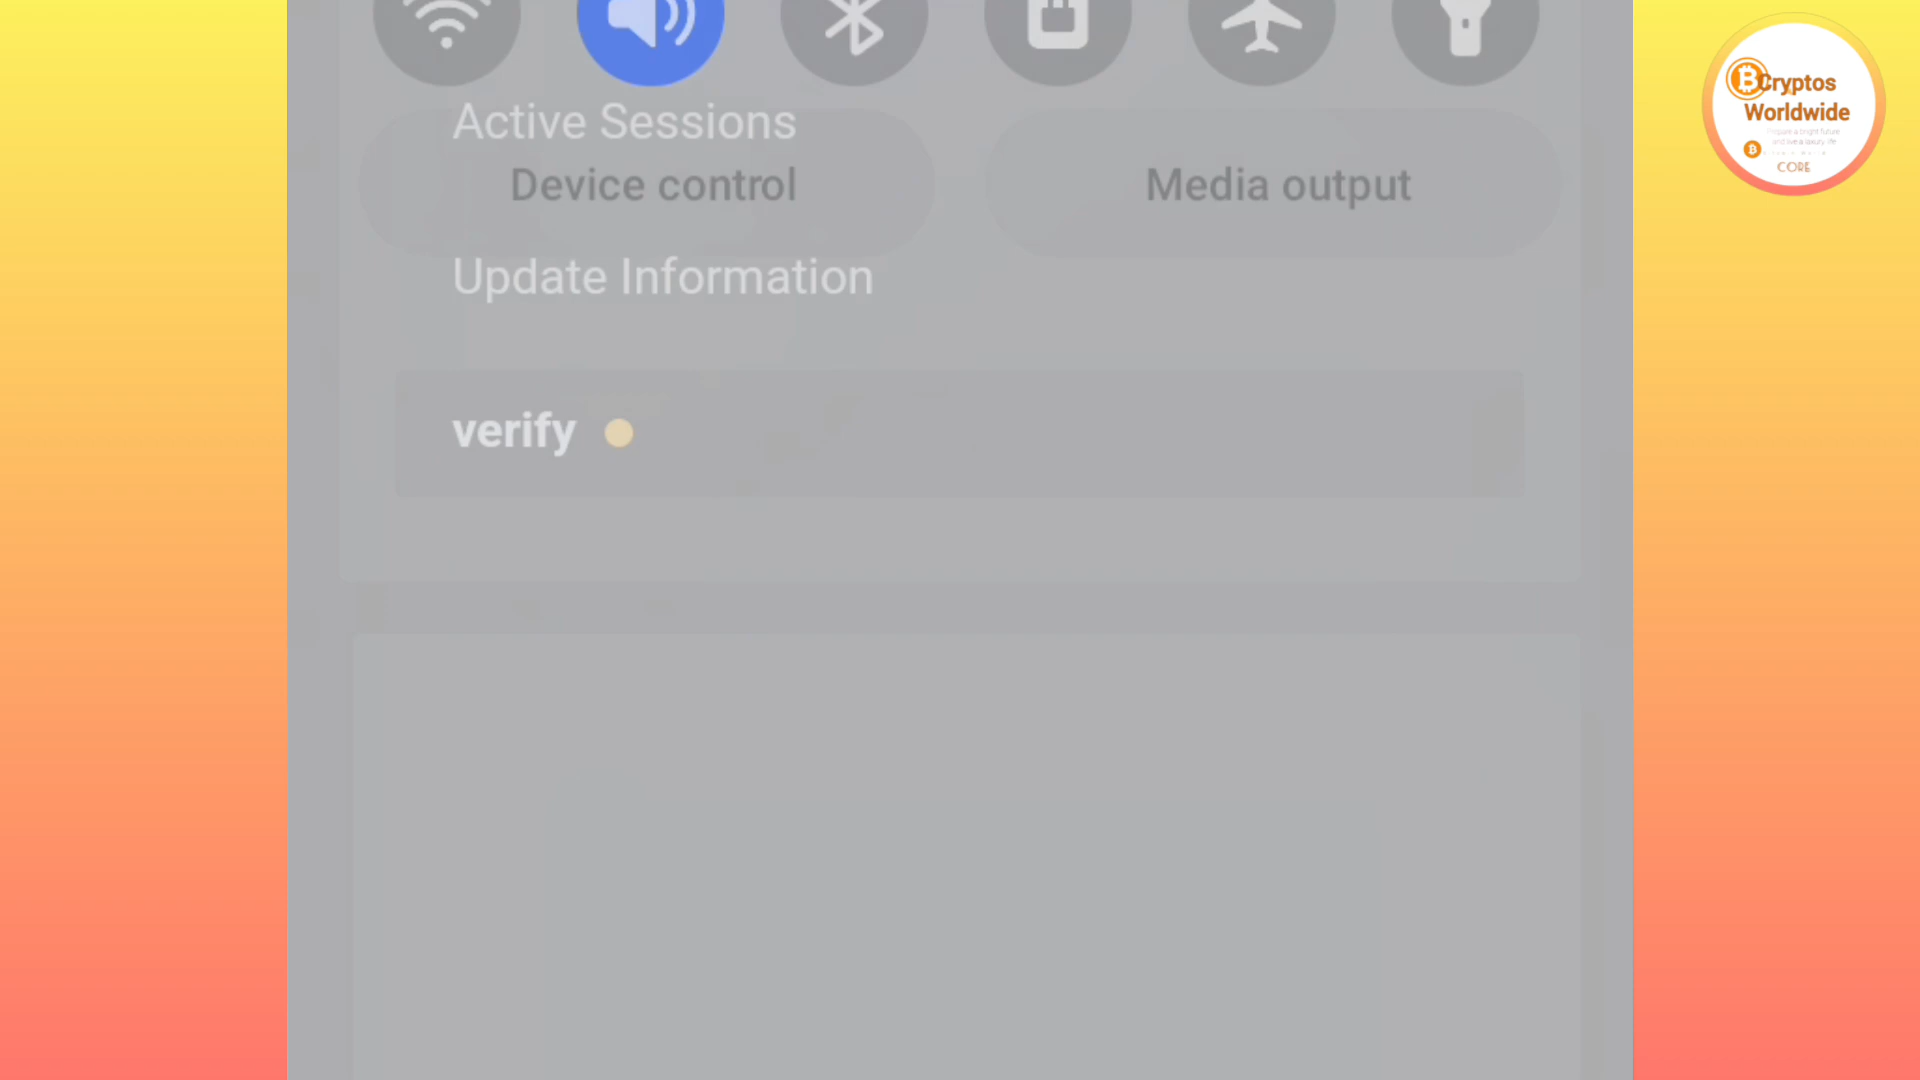 Active Sessions
Device control
Media output
Update Information
verify
Cryptos
Worldwide
CORE